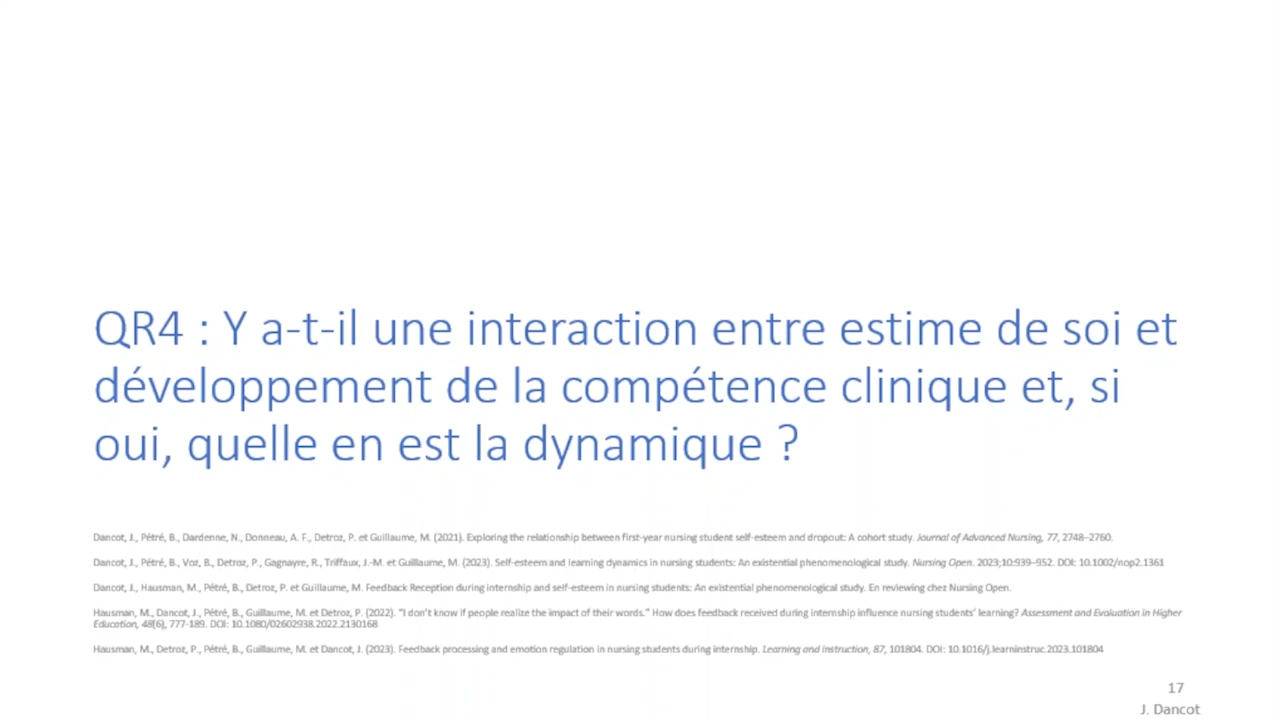 QR4 : Y a-t-il une interaction entre estime de soi et
développement de la compétence clinique et, si
oui, quelle en est la dynamique ?
Dancot, J., Pétré, B., Dardenne, N., Donneau, A. F., Detroz, P. et Guillaume, M. (2021). Exploring the relationship between first-year nursing student self-esteem and dropout: A cohort study. Journal of Advanced Nursing, 77, 2748–2760.
Dancot, J., Pétré, B., Voz, B., Detroz, P., Gagnayre, R., Triffaux, J.-M. et Guillaume, M. (2023). Self-esteem and learning dynamics in nursing students: An existential phenomenological study. Nursing Open. 2023;10:939–952. DOI: 10.1002/nop2.1361
Dancot, J., Hausman, M., Pétré, B., Detroz, P. et Guillaume, M. Feedback Reception during internship and self-esteem in nursing students: An existential phenomenological study. En reviewing chez Nursing Open.
Hausman, M., Dancot, J., Pétré, B., Guillaume, M. et Detroz, P. (2022). "I don't know if people realize the impact of their words." How does feedback received during internship influence nursing students' learning? Assessment and Evaluation in Higher
Education, 48(6), 777-189. DOI: 10.1080/02602938.2022.2130168
Hausman, M., Detroz, P., Pétré, B., Guillaume, M. et Dancot, J. (2023). Feedback processing and emotion regulation in nursing students during internship. Learning and Instruction, 87, 101804. DOI: 10.1016/j.learninstruc.2023.101804
17
J. Dancot